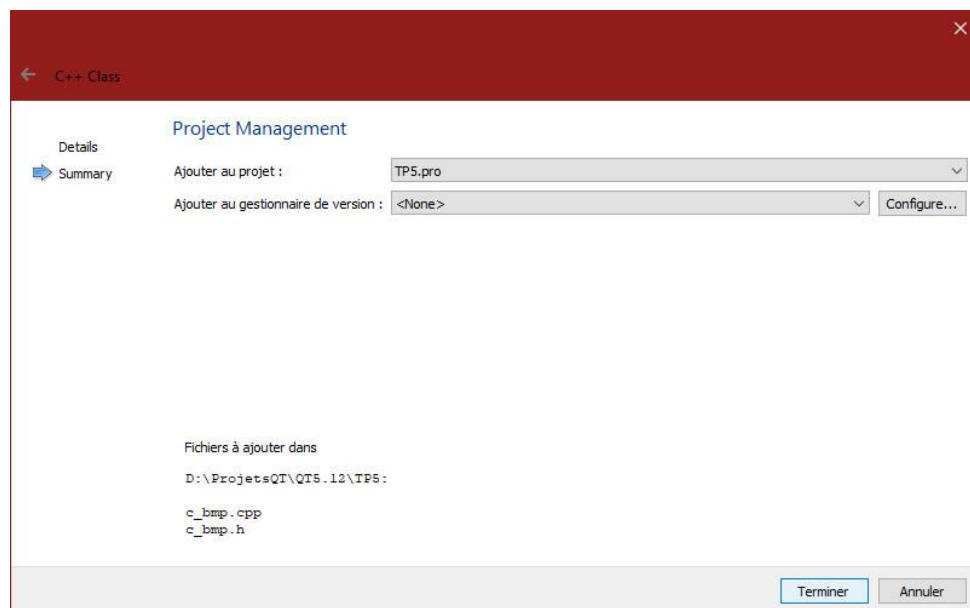 C++ Class
Details
Summary
Project Management
Ajouter au projet :
TP5.pro
Ajouter au gestionnaire de version :
<None>
Configure...
Fichiers à ajouter dans
D:\ProjetsQT\QT5.12\TP5:
c_bmp.cpp
c_bmp.h
Terminer
Annuler